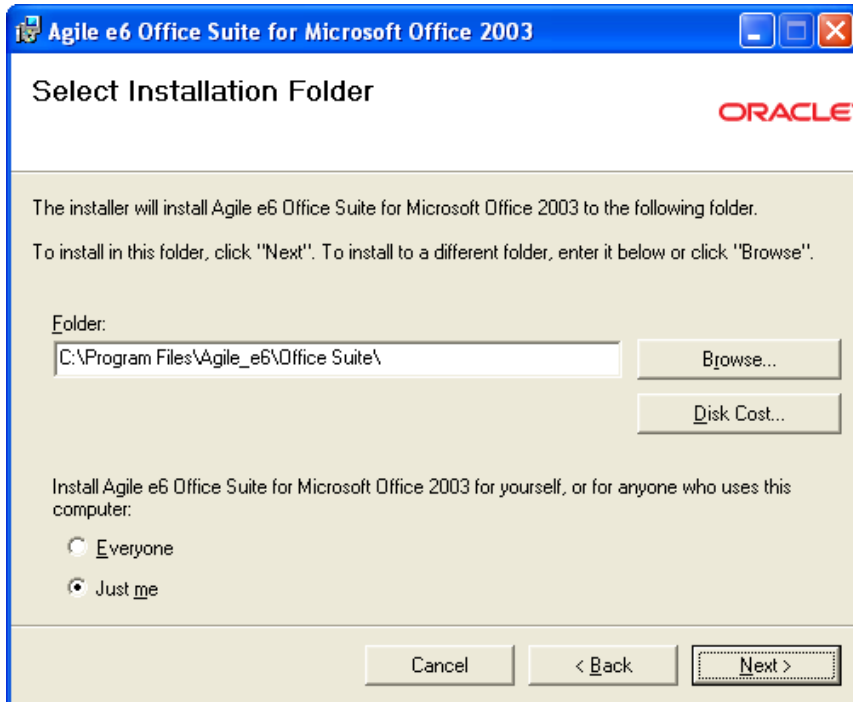 Agile e6 Office Suite for Microsoft Office 2003
Select Installation Folder
ORACLE
The installer will install Agile e6 Office Suite for Microsoft Office 2003 to the following folder.
To install in this folder, click "Next". To install to a different folder, enter it below or click "Browse".
Folder:
C:\Program Files\Agile_e6\Office Suite\
Browse...
Disk Cost...
Install Agile e6 Office Suite for Microsoft Office 2003 for yourself, or for anyone who uses this
computer:
Everyone
Just me
Cancel
< Back
Next >